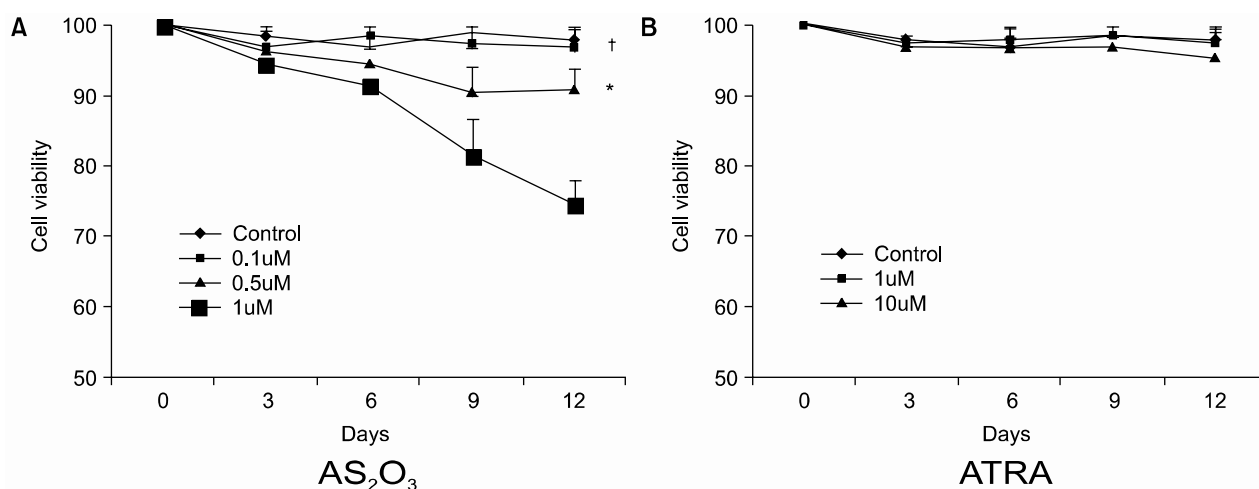 A
100
90
80
70
60
50
Cell viability
†
*
Control
0.1uM
0.5uM
1uM
0 3 6 9 12
Days
AS₂O₃
B
100
90
80
70
60
50
Cell viability
Control
1uM
10uM
0 3 6 9 12
Days
ATRA